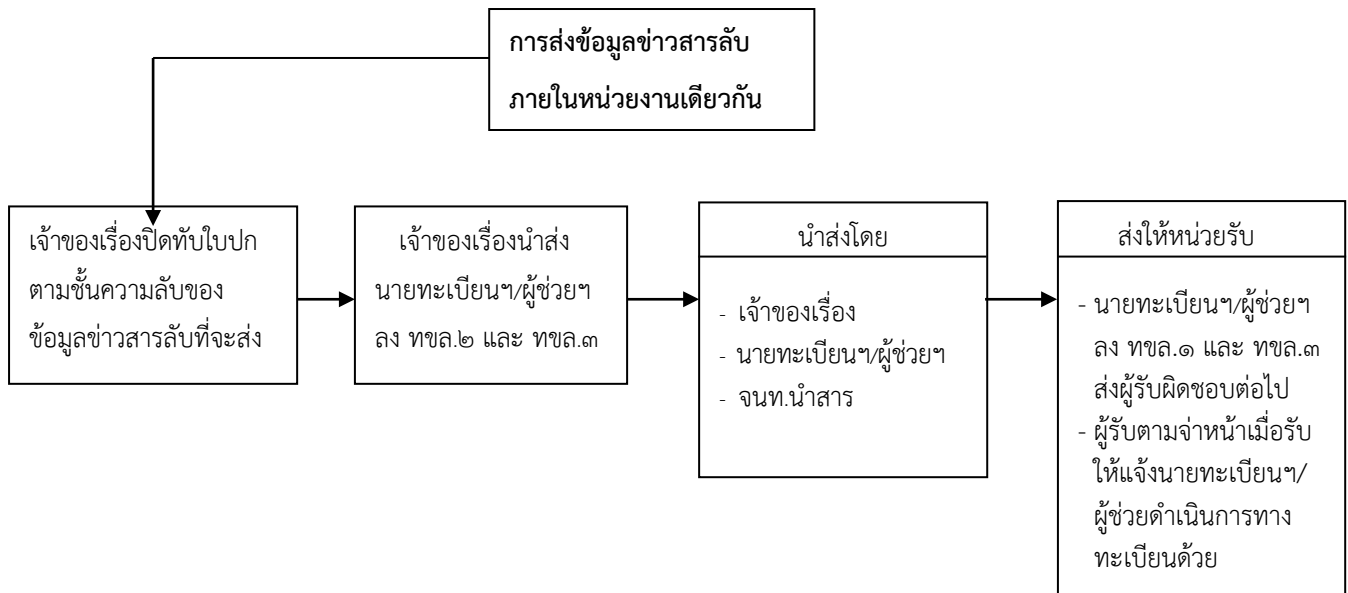 การส่งข้อมูลข่าวสารลับ
ภายในหน่วยงานเดียวกัน
เจ้าของเรื่องปิดทับใบปก
ตามชั้นความลับของ
ข้อมูลข่าวสารลับที่จะส่ง
เจ้าของเรื่องนำส่ง
นายทะเบียนฯ/ผู้ช่วยฯ
ลง ทขล.๒ และ ทขล.๓
นำส่งโดย
- เจ้าของเรื่อง
- นายทะเบียนฯ/ผู้ช่วยฯ
- จนท.นำสาร
ส่งให้หน่วยรับ
- นายทะเบียนฯ/ผู้ช่วยฯ
ลง ทขล.๑ และ ทขล.๓
ส่งผู้รับผิดชอบต่อไป
- ผู้รับตามจ่าหน้าเมื่อรับ
ให้แจ้งนายทะเบียนฯ/
ผู้ช่วยดำเนินการทาง
ทะเบียนด้วย